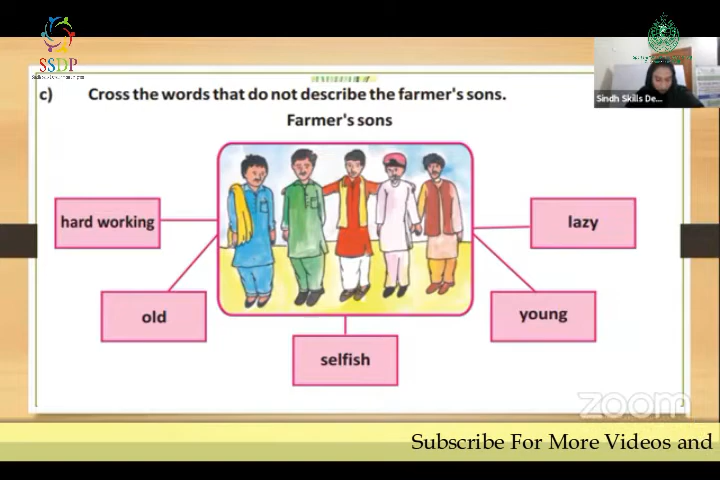 SSDP
c) Cross the words that do not describe the farmer's sons.
Farmer's sons
hard working
lazy
old
young
selfish
Sindh Skills De...
zoom
Subscribe For More Videos and